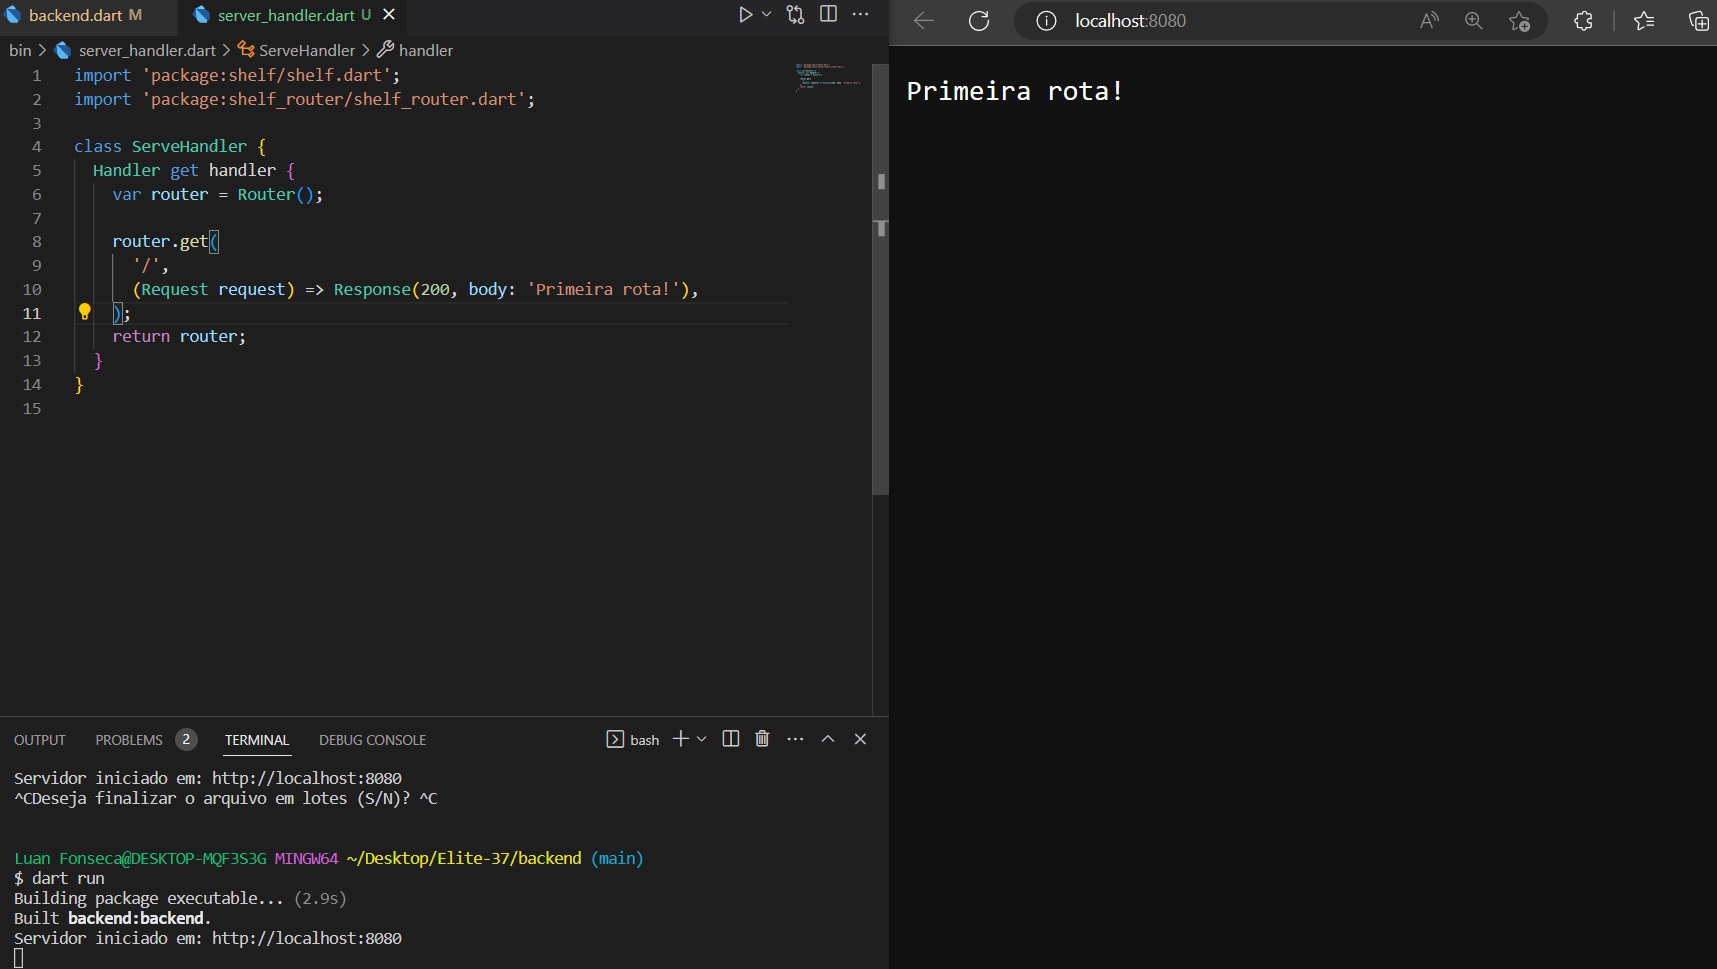 backend.dart M
server_handler.dart U
bin > server_handler.dart > ServeHandler > handler
1 import 'package:shelf/shelf.dart';
2 import 'package:shelf_router/shelf_router.dart';
3
4 class ServeHandler {
5 Handler get handler {
6 var router = Router();
7
8 router.get(
9 '/',
10 (Request request) => Response(200, body: 'Primeira rota!'),
11 );
12 return router;
13 }
14 }
15
OUTPUT PROBLEMS 2 TERMINAL DEBUG CONSOLE bash
Servidor iniciado em: http://localhost:8080
^CDeseja finalizar o arquivo em lotes (S/N)? ^C
Luan Fonseca@DESKTOP-MQF3S3G MINGW64 ~/Desktop/Elite-37/backend (main)
$ dart run
Building package executable... (2.9s)
Built backend:backend.
Servidor iniciado em: http://localhost:8080
localhost:8080
Primeira rota!